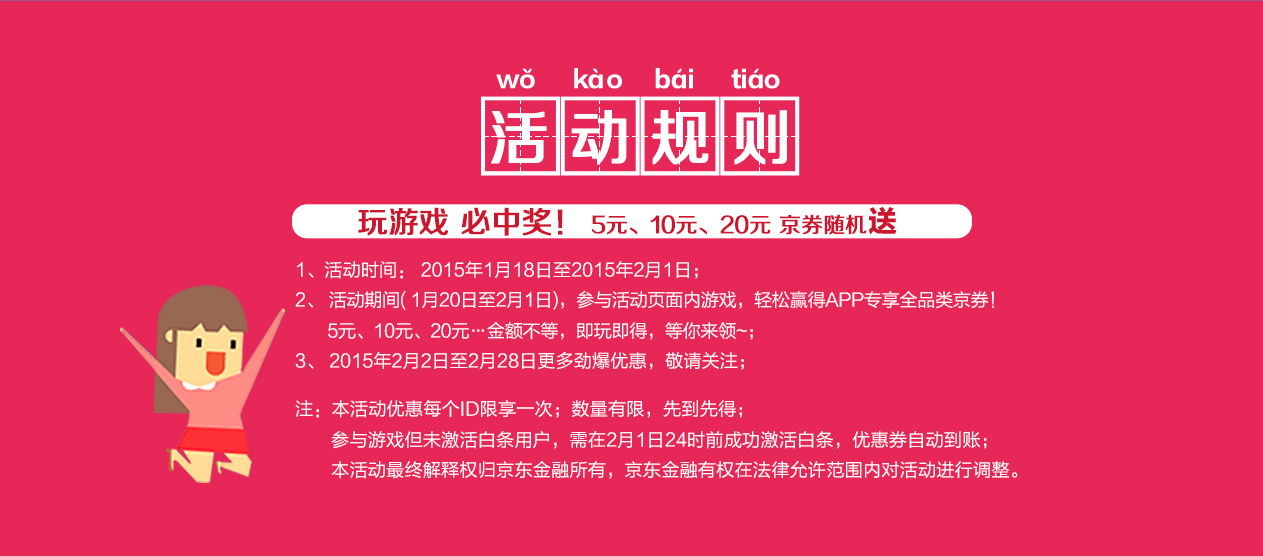 wǒ kào bái tiáo
活动规则
玩游戏 必中奖！ 5元、10元、20元 京券随机送
1、活动时间： 2015年1月18日至2015年2月1日；
2、 活动期间( 1月20日至2月1日)，参与活动页面内游戏，轻松赢得APP专享全品类京券！
5元、10元、20元…金额不等，即玩即得，等你来领~；
3、 2015年2月2日至2月28日更多劲爆优惠，敬请关注；
注：本活动优惠每个ID限享一次；数量有限，先到先得；
参与游戏但未激活白条用户，需在2月1日24时前成功激活白条，优惠券自动到账；
本活动最终解释权归京东金融所有，京东金融有权在法律允许范围内对活动进行调整。